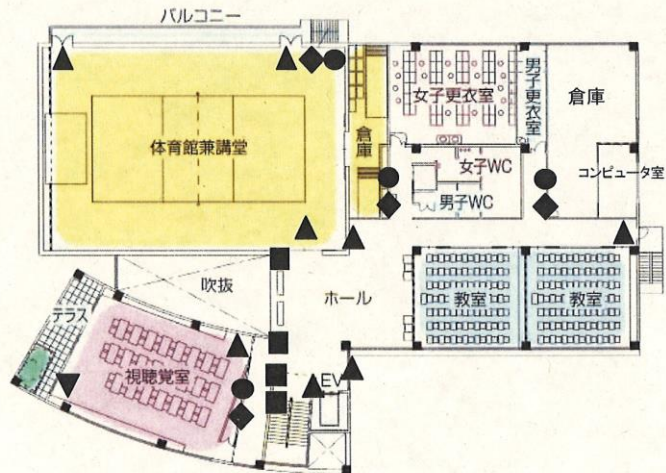 バルコニー
体育館兼講堂
倉庫
女子更衣室
男子更衣室
倉庫
コンピュータ室
女子WC
男子WC
吹抜
ホール
教室
教室
テラス
視聴覚室
EV